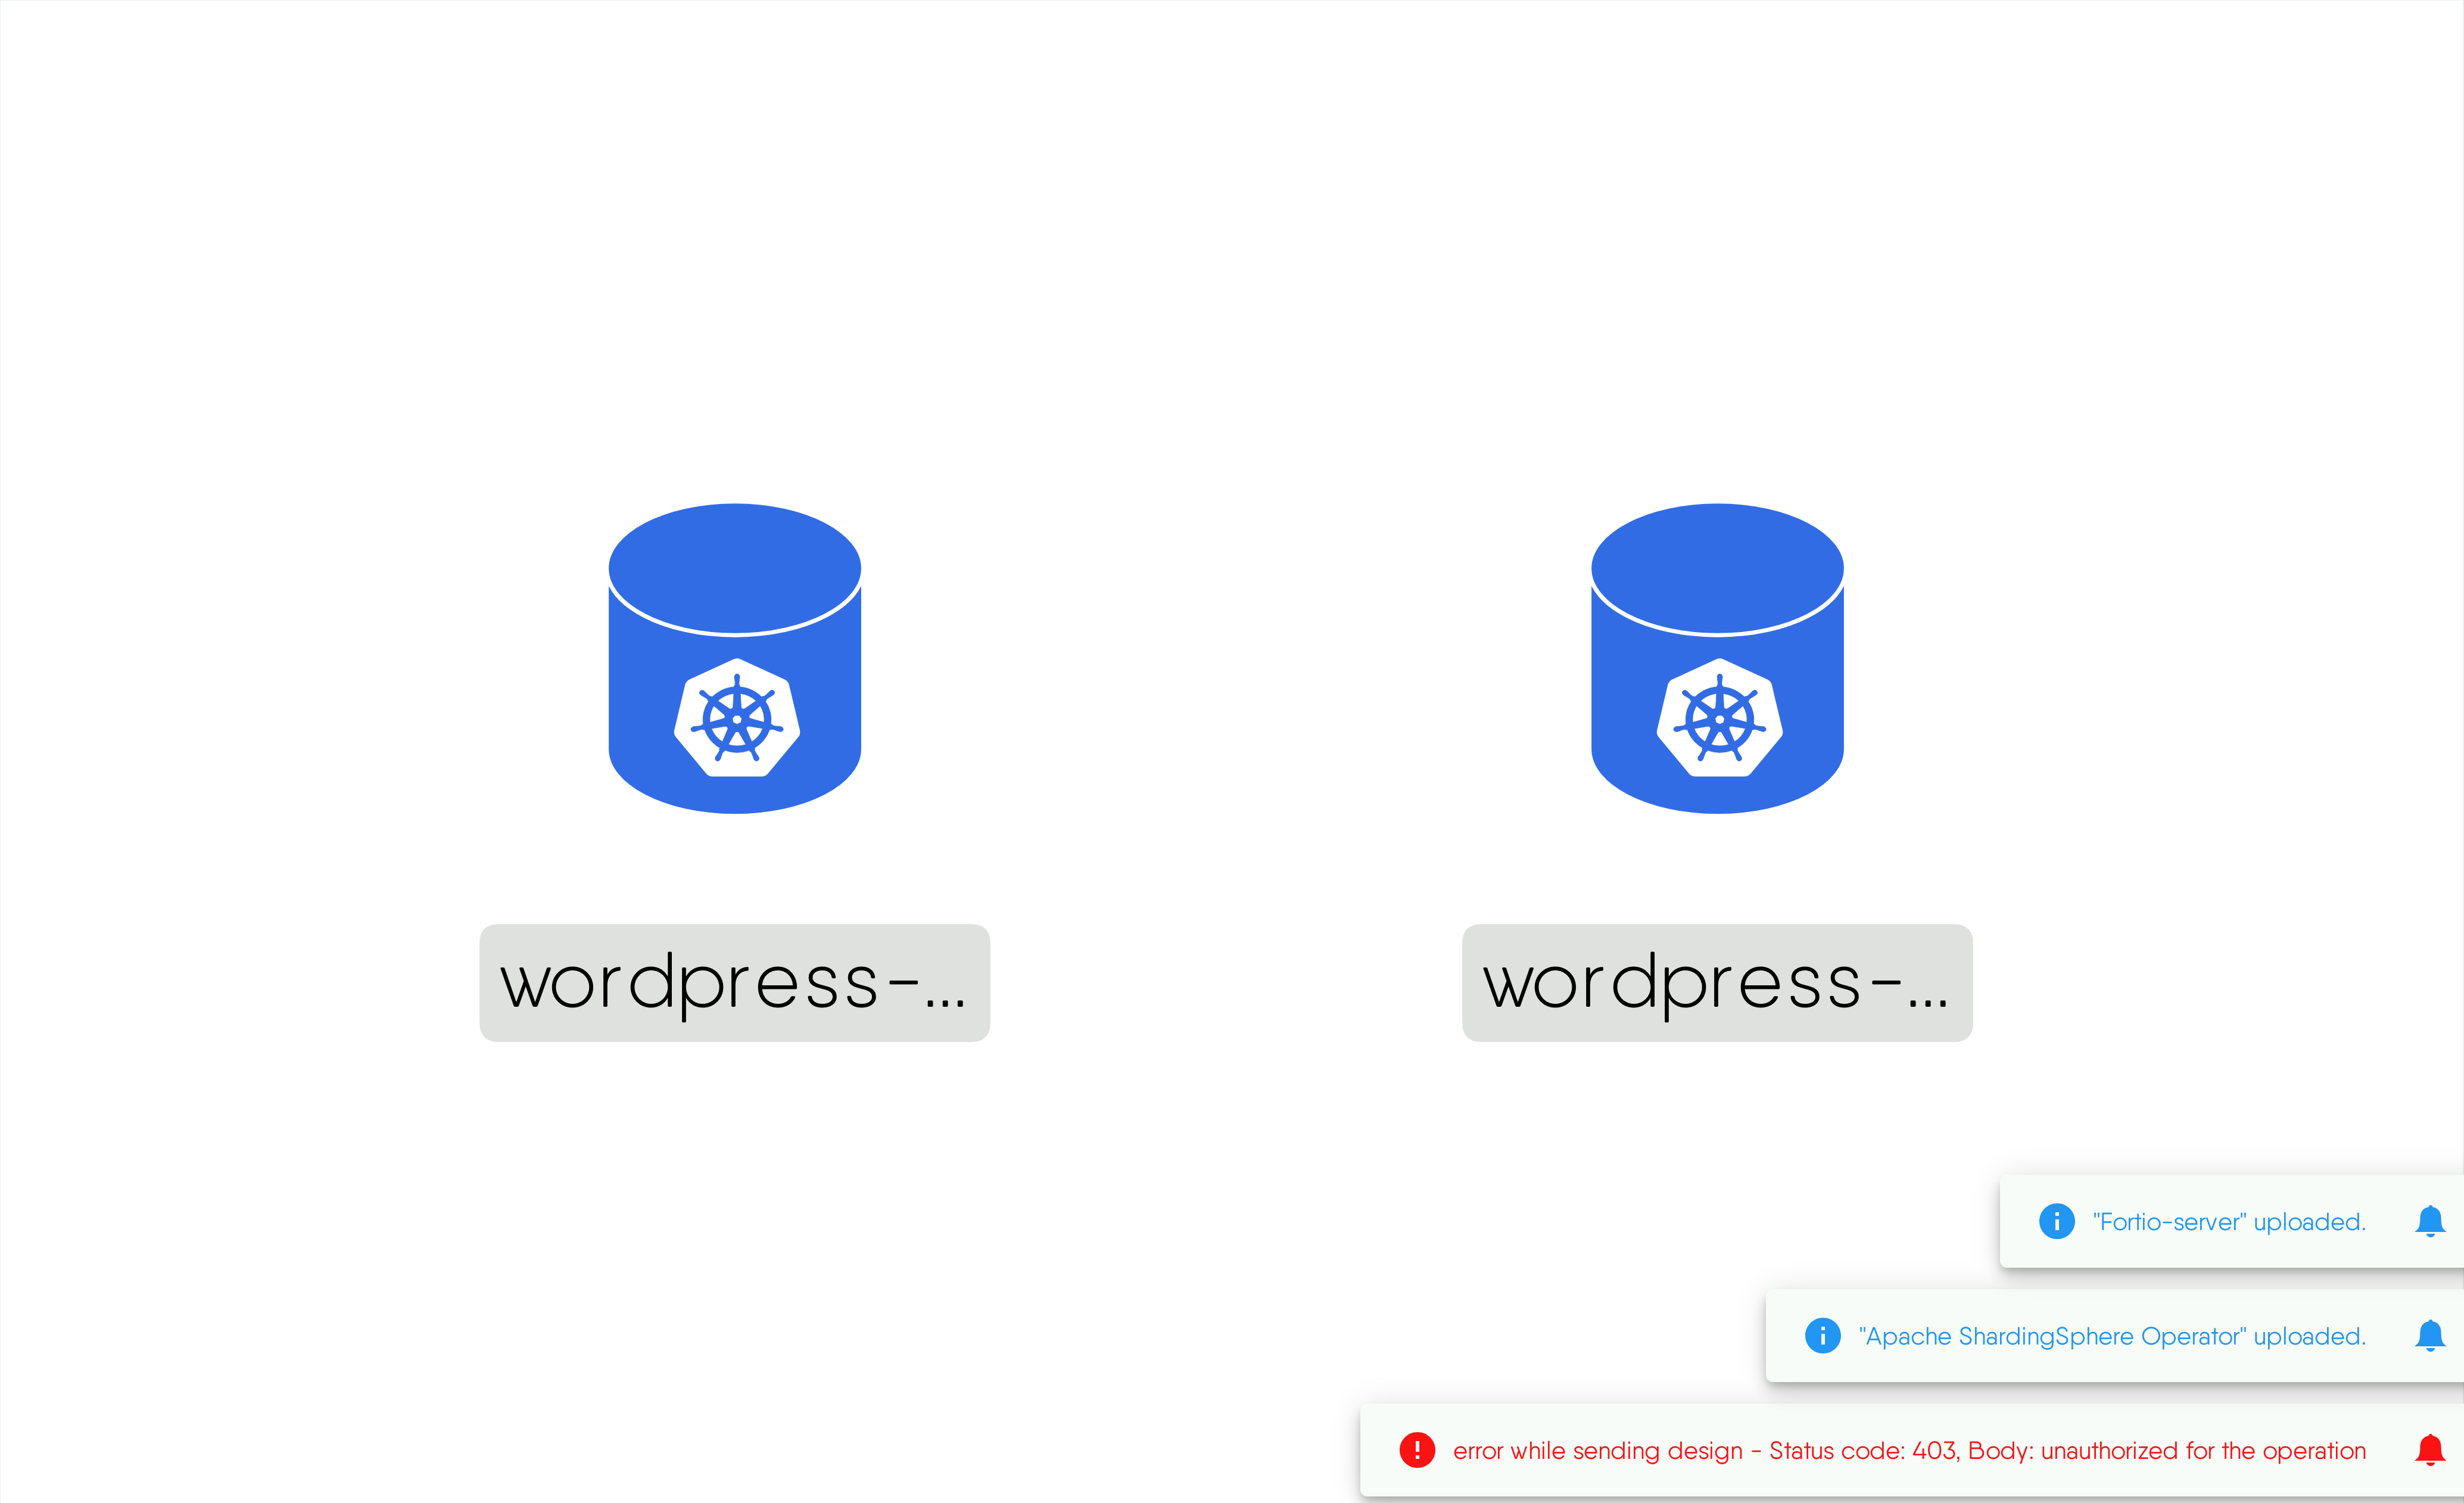 wordpress-...
wordpress-...
"Fortio-server" uploaded.
"Apache ShardingSphere Operator" uploaded.
error while sending design - Status code: 403, Body: unauthorized for the operation